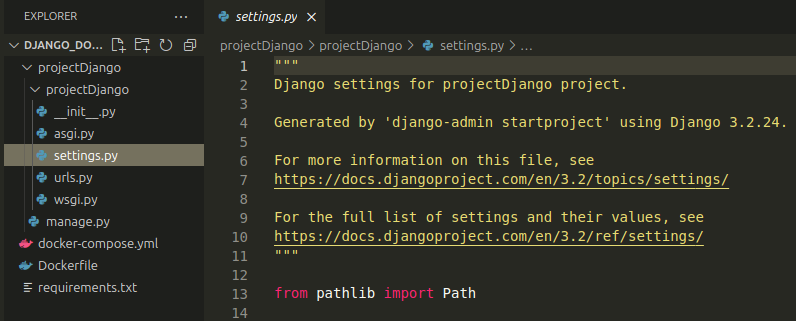 EXPLORER
DJANGO_DO...
projectDjango
projectDjango
__init__.py
asgi.py
settings.py
urls.py
wsgi.py
manage.py
docker-compose.yml
Dockerfile
requirements.txt
settings.py
projectDjango > projectDjango > settings.py > ...
1 """
2 Django settings for projectDjango project.
3
4 Generated by 'django-admin startproject' using Django 3.2.24.
5
6 For more information on this file, see
7 https://docs.djangoproject.com/en/3.2/topics/settings/
8
9 For the full list of settings and their values, see
10 https://docs.djangoproject.com/en/3.2/ref/settings/
11 """
12
13 from pathlib import Path
14